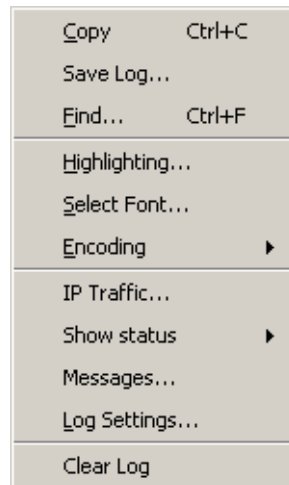 Copy Ctrl+C
Save Log...
Find... Ctrl+F
Highlighting...
Select Font...
Encoding
IP Traffic...
Show status
Messages...
Log Settings...
Clear Log